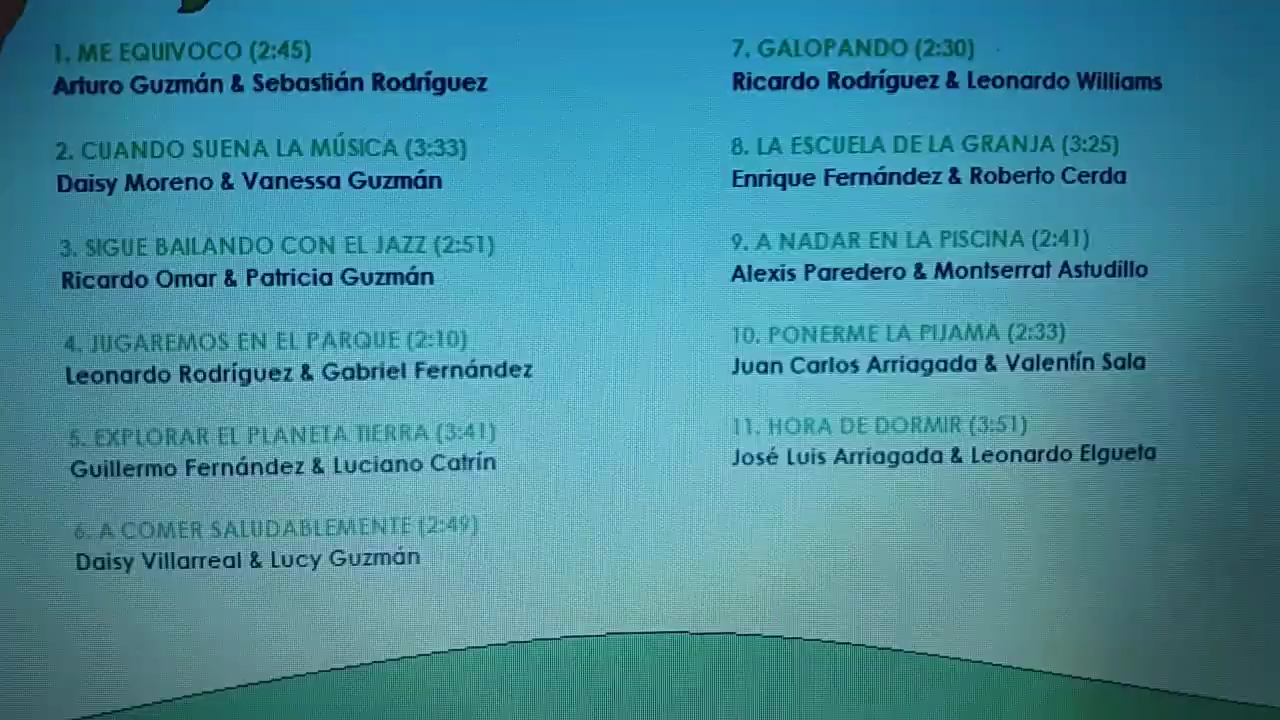 1. ME EQUIVOCO (2:45)
Arturo Guzmán & Sebastián Rodríguez
2. CUANDO SUENA LA MÚSICA (3:33)
Daisy Moreno & Vanessa Guzmán
3. SIGUE BAILANDO CON EL JAZZ (2:51)
Ricardo Omar & Patricia Guzmán
4. JUGAREMOS EN EL PARQUE (2:10)
Leonardo Rodríguez & Gabriel Fernández
5. EXPLORAR EL PLANETA TIERRA (3:41)
Guillermo Fernández & Luciano Catrín
6. A COMER SALUDABLEMENTE (2:49)
Daisy Villarreal & Lucy Guzmán
7. GALOPANDO (2:30)
Ricardo Rodríguez & Leonardo Williams
8. LA ESCUELA DE LA GRANJA (3:25)
Enrique Fernández & Roberto Cerda
9. A NADAR EN LA PISCINA (2:41)
Alexis Paredero & Montserrat Astudillo
10. PONERME LA PIJAMA (2:33)
Juan Carlos Arriagada & Valentín Sala
11. HORA DE DORMIR (3:51)
José Luis Arriagada & Leonardo Elgueta